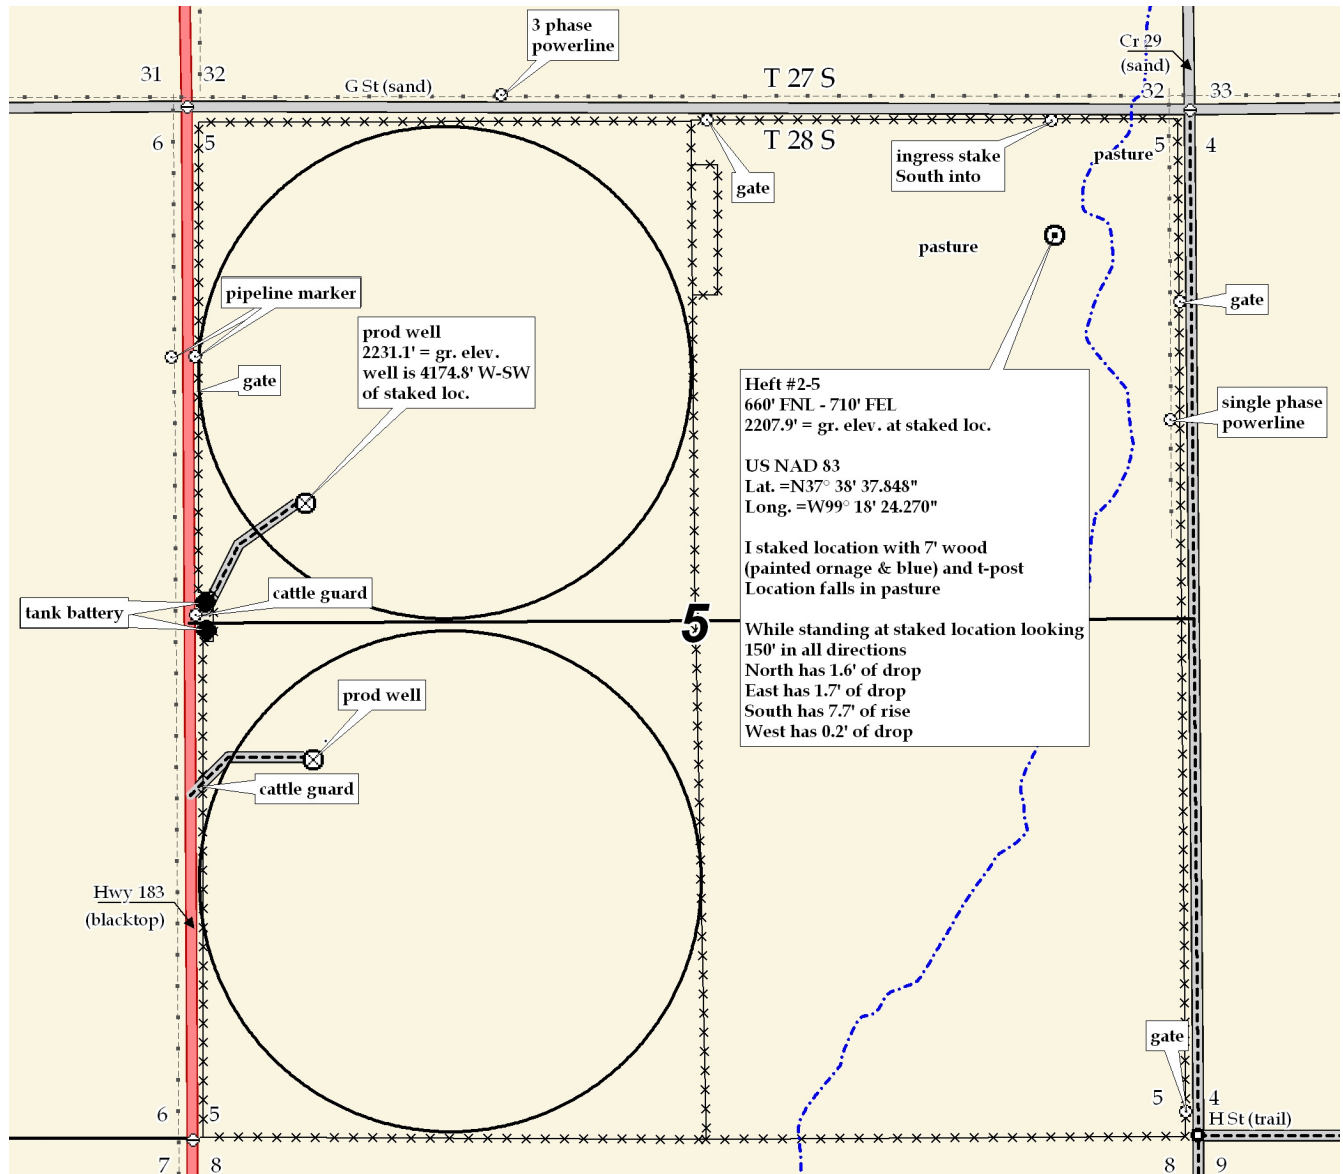 3 phase
powerline
Cr 29
(sand)
31
32
G St (sand)
T 27 S
32
33
6
5
T 28 S
ingress stake
South into
pasture
5
4
gate
pasture
pipeline marker
gate
prod well
2231.1' = gr. elev.
well is 4174.8' W-SW
of staked loc.
gate
Heft #2-5
660' FNL - 710' FEL
2207.9' = gr. elev. at staked loc.
US NAD 83
Lat. =N37° 38' 37.848"
Long. =W99° 18' 24.270"
I staked location with 7' wood
(painted ornage & blue) and t-post
Location falls in pasture
While standing at staked location looking
150' in all directions
North has 1.6' of drop
East has 1.7' of drop
South has 7.7' of rise
West has 0.2' of drop
single phase
powerline
cattle guard
tank battery
5
prod well
cattle guard
Hwy 183
(blacktop)
gate
6
5
5
4
H St (trail)
7
8
8
9